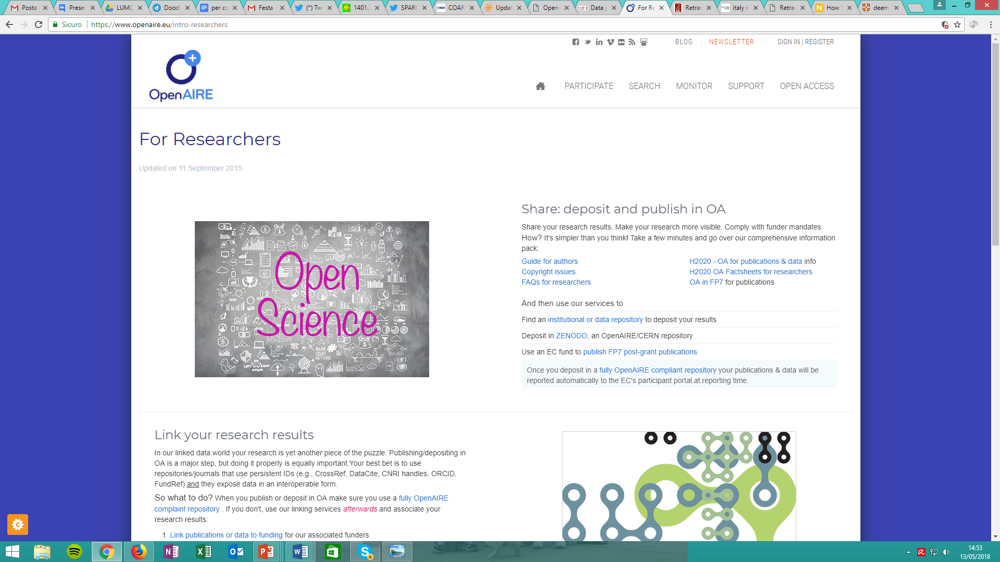 Posta
Preser
LUMC
Doodl
per co
Festa
(*) Tw
1401.2
SPARC
COAR
Updat
Open-
Data j
For Re
Retrac
italy r
Retrac
How
deem
Sicuro
https://www.openaire.eu/intro-researchers
BLOG
NEWSLETTER
SIGN IN | REGISTER
OpenAIRE
PARTICIPATE
SEARCH
MONITOR
SUPPORT
OPEN ACCESS
For Researchers
Updated on 11 September 2015
Open
Science
BLOG
CHAT
NETWORK
LEFT
RIGHT
UP
DOWN
Share: deposit and publish in OA
Share your research results. Make your research more visible. Comply with funder mandates.
How? It's simpler than you think! Take a few minutes and go over our comprehensive information
pack:
Guide for authors
Copyright issues
FAQs for researchers
H2020 - OA for publications & data info
H2020 OA Factsheets for researchers
OA in FP7 for publications
And then use our services to
Find an institutional or data repository to deposit your results
Deposit in ZENODO, an OpenAIRE/CERN repository
Use an EC fund to publish FP7 post-grant publications
Once you deposit in a fully OpenAIRE compliant repository your publications & data will be
reported automatically to the EC's participant portal at reporting time.
Link your research results
In our linked data world your research is yet another piece of the puzzle. Publishing/depositing in
OA is a major step, but doing it properly is equally important.Your best bet is to use
repositories/journals that use persistent IDs (e.g., CrossRef, DataCite, CNRI handles, ORCID,
FundRef) and they expose data in an interoperable form.
So what to do? When you publish or deposit in OA make sure you use a fully OpenAIRE
complaint repository . If you don't, use our linking services afterwards and associate your
research results:
1. Link publications or data to funding for our associated funders
14:53
13/05/2018